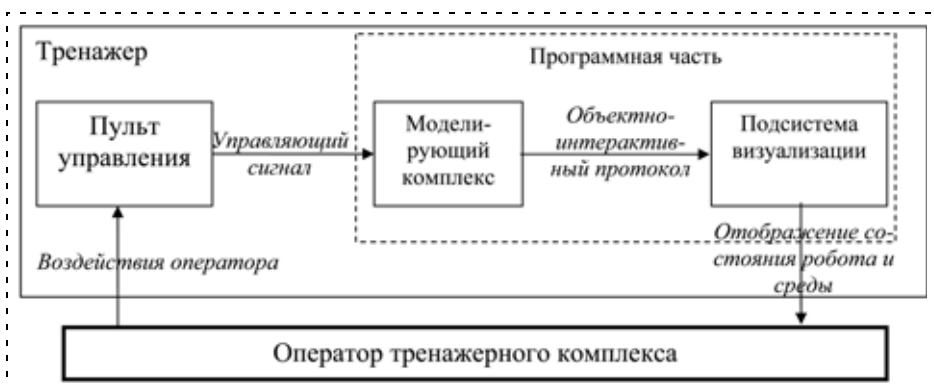 Тренажер
Программная часть
Пульт
управления
Управляющий
сигнал
Модели-
рующий
комплекс
Объектно-
интерактив-
ный протокол
Подсистема
визуализации
Воздействия оператора
Отображение со-
стояния робота и
среды
Оператор тренажерного комплекса